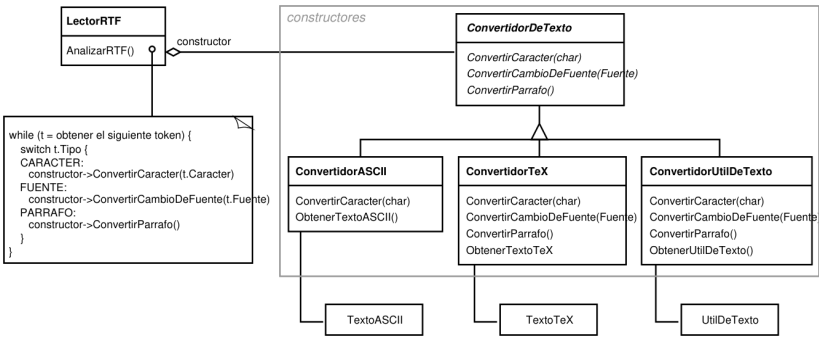 LectorRTF
AnalizarRTF()
constructor
constructores
ConvertidorDeTexto
ConvertirCaracter(char)
ConvertirCambioDeFuente(Fuente)
ConvertirParrafo()
while (t = obtener el siguiente token) {
switch t.Tipo {
CARACTER:
constructor->ConvertirCaracter(t.Caracter)
FUENTE:
constructor->ConvertirCambioDeFuente(t.Fuente)
PARRAFO:
constructor->ConvertirParrafo()
}
}
ConvertidorASCII
ConvertirCaracter(char)
ObtenerTextoASCII()
ConvertidorTeX
ConvertirCaracter(char)
ConvertirCambioDeFuente(Fuente)
ConvertirParrafo()
ObtenerTextoTeX
ConvertidorUtilDeTexto
ConvertirCaracter(char)
ConvertirCambioDeFuente(Fuente
ConvertirParrafo()
ObtenerUtilDeTexto()
TextoASCII
TextoTeX
UtilDeTexto